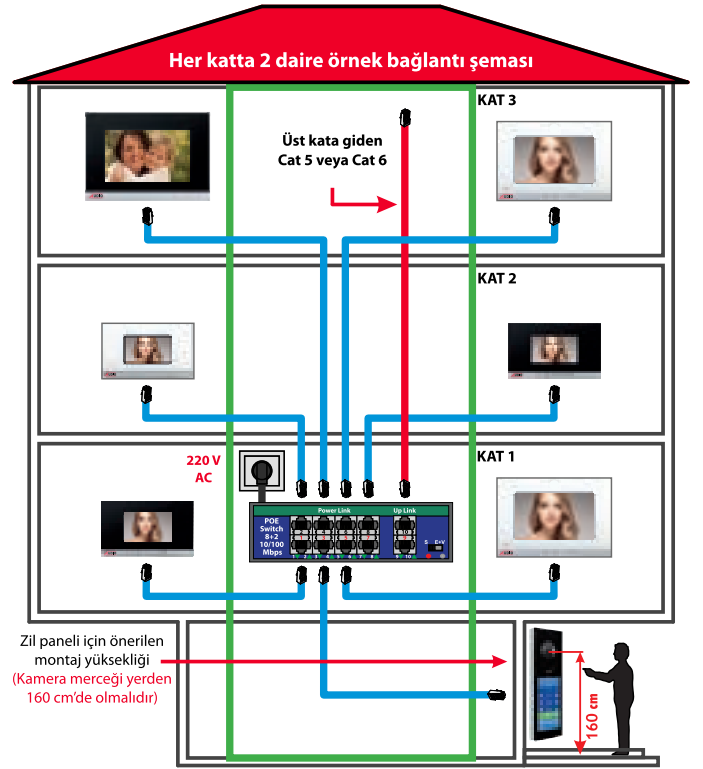 Her katta 2 daire örnek bağlantı şeması
KAT 3
Üst kata giden
Cat 5 veya Cat 6
KAT 2
KAT 1
220 V
AC
Power Link
Up Link
POE
Switch
8+2
10/100
Mbps
S E+V
Zil paneli için önerilen
montaj yüksekliği
(Kamera merceği yerden
160 cm'de olmalıdır)
160 cm